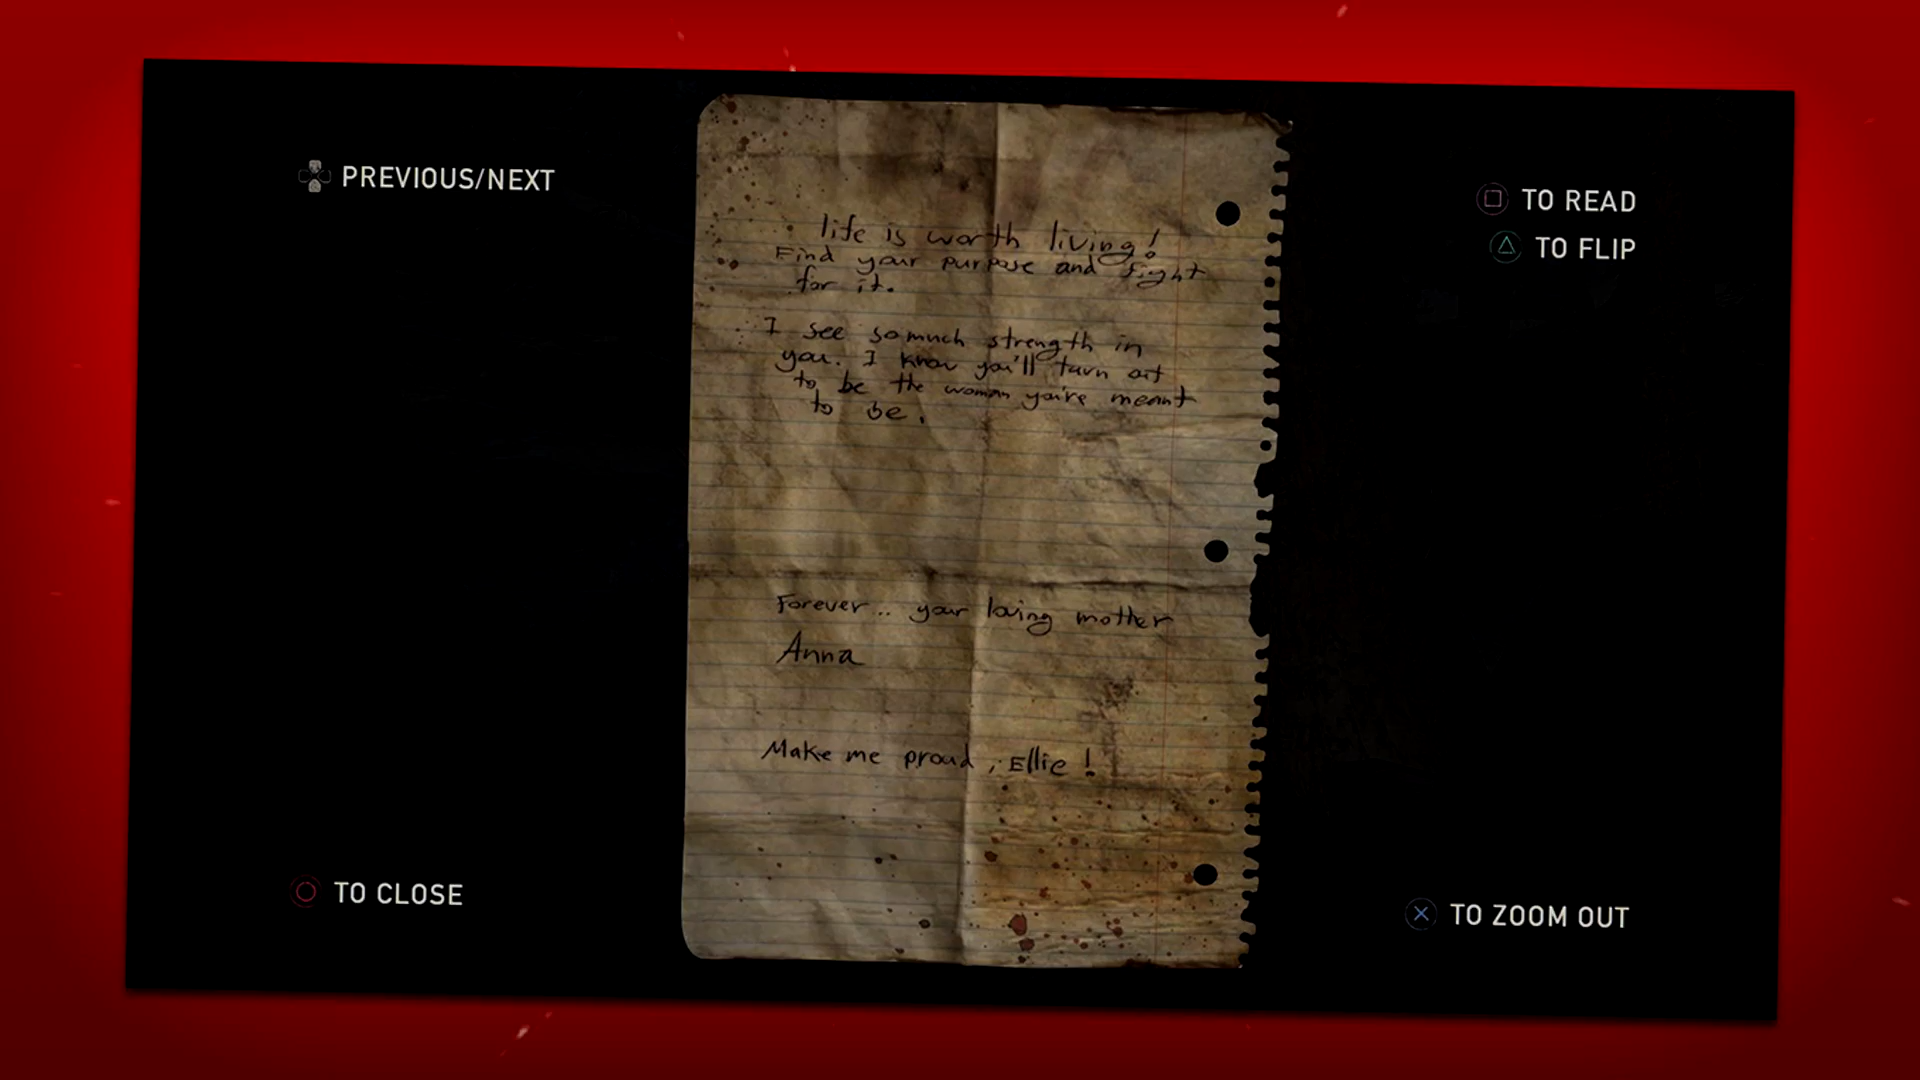 PREVIOUS/NEXT
TO READ
TO FLIP
life is worth living!
Find your purpose and fight
for it.
I see so much strength in
you. I know you'll turn out
to be the woman you're meant
to be.
Forever.. your loving mother
Anna
Make me proud, Ellie!
TO CLOSE
TO ZOOM OUT